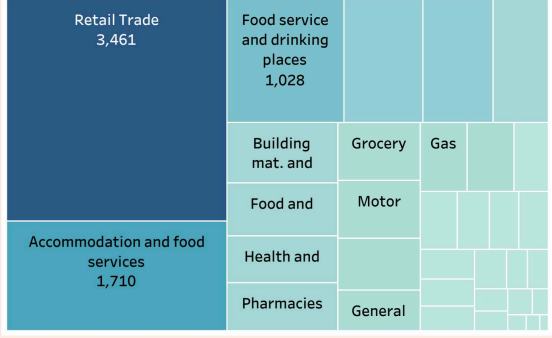 Retail Trade
3,461
Accommodation and food
services
1,710
Food service
and drinking
places
1,028
Building
mat. and
Food and
Health and
Pharmacies
Grocery
Motor
General
Gas